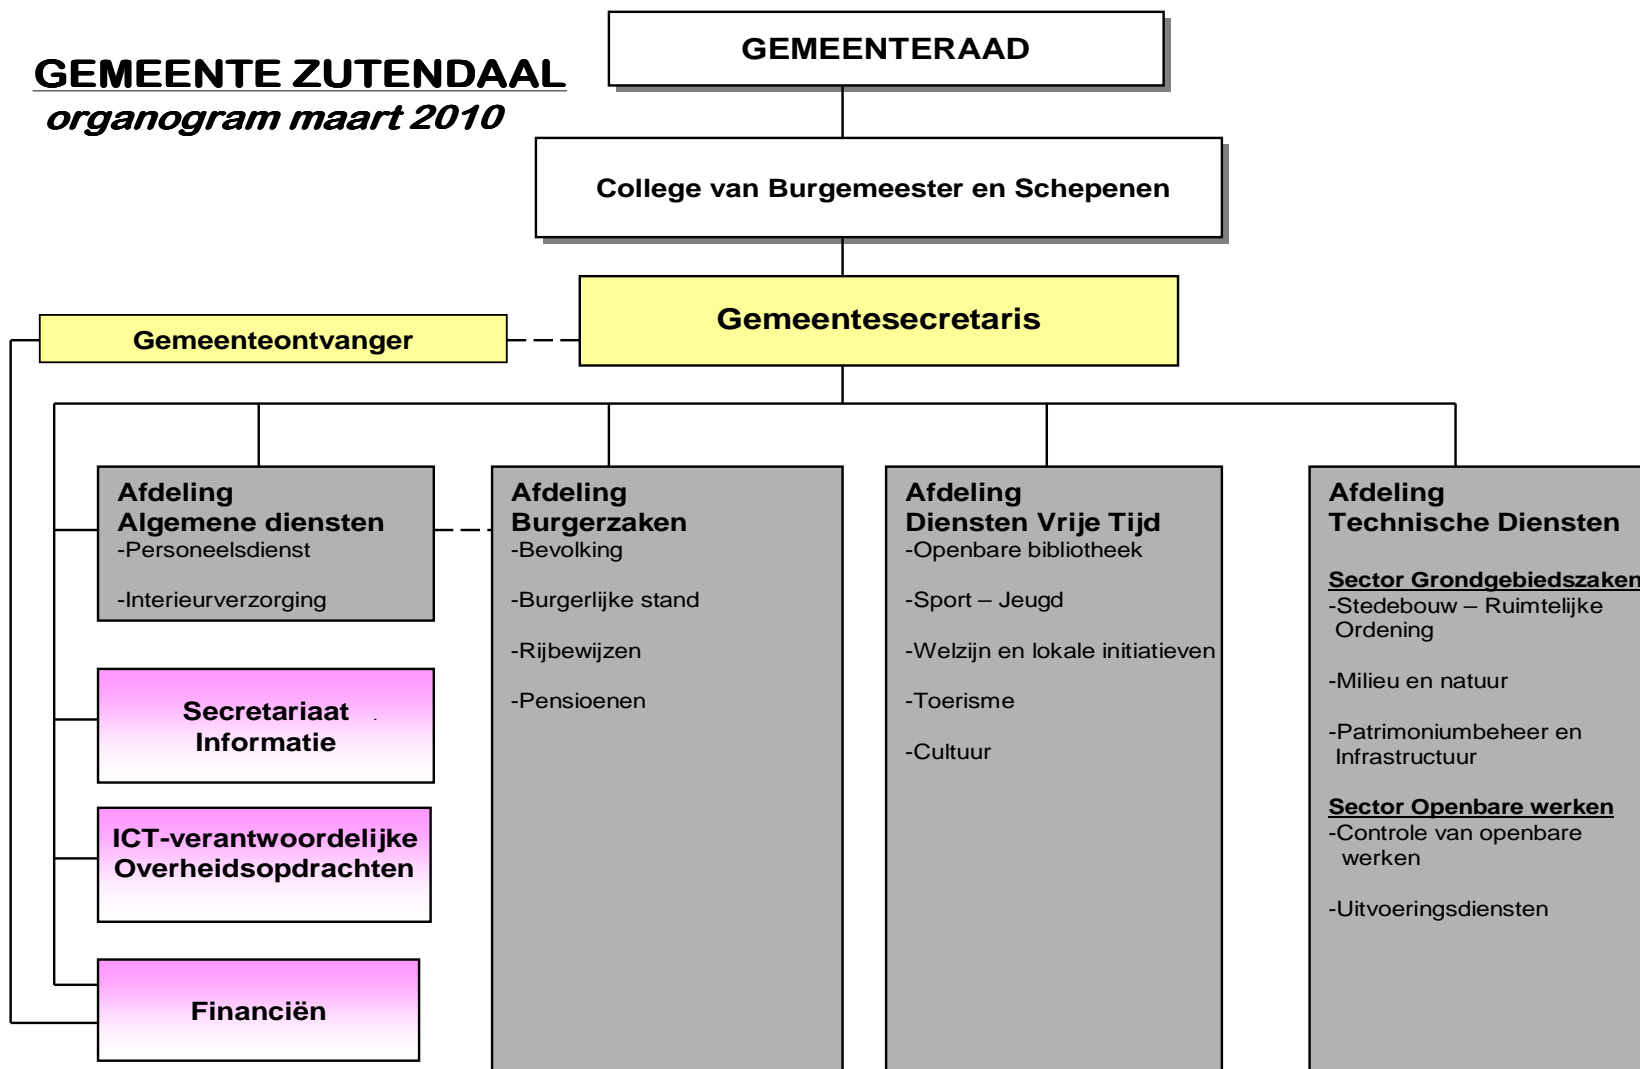 GEMEENTE ZUTENDAAL
organogram maart 2010
GEMEENTERAAD
College van Burgemeester en Schepenen
Gemeentesecretaris
Gemeenteontvanger
Afdeling
Algemene diensten
-Personeelsdienst
-Interieurverzorging
Secretariaat
Informatie
ICT-verantwoordelijke
Overheidsopdrachten
Financiën
Afdeling
Burgerzaken
-Bevolking
-Burgerlijke stand
-Rijbewijzen
-Pensioenen
Afdeling
Diensten Vrije Tijd
-Openbare bibliotheek
-Sport – Jeugd
-Welzijn en lokale initiatieven
-Toerisme
-Cultuur
Afdeling
Technische Diensten
Sector Grondgebiedszaken
-Stedebouw – Ruimtelijke
Ordening
-Milieu en natuur
-Patrimoniumbeheer en
Infrastructuur
Sector Openbare werken
-Controle van openbare
werken
-Uitvoeringsdiensten